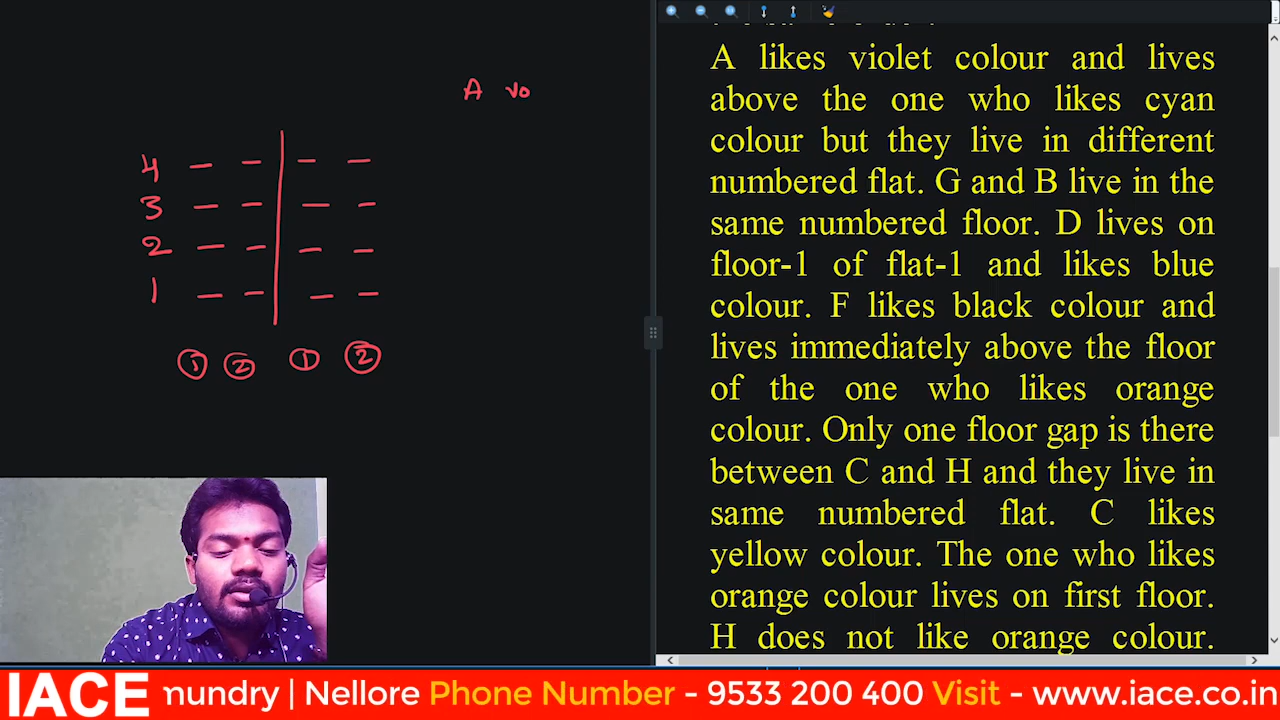 A vo
4 — — | — —
3 — — | — —
2 — — | — —
1 — — | — —
① ② ① ②
A likes violet colour and lives
above the one who likes cyan
colour but they live in different
numbered flat. G and B live in the
same numbered floor. D lives on
floor-1 of flat-1 and likes blue
colour. F likes black colour and
lives immediately above the floor
of the one who likes orange
colour. Only one floor gap is there
between C and H and they live in
same numbered flat. C likes
yellow colour. The one who likes
orange colour lives on first floor.
H does not like orange colour.
IACE mundry | Nellore Phone Number - 9533 200 400 Visit - www.iace.co.in